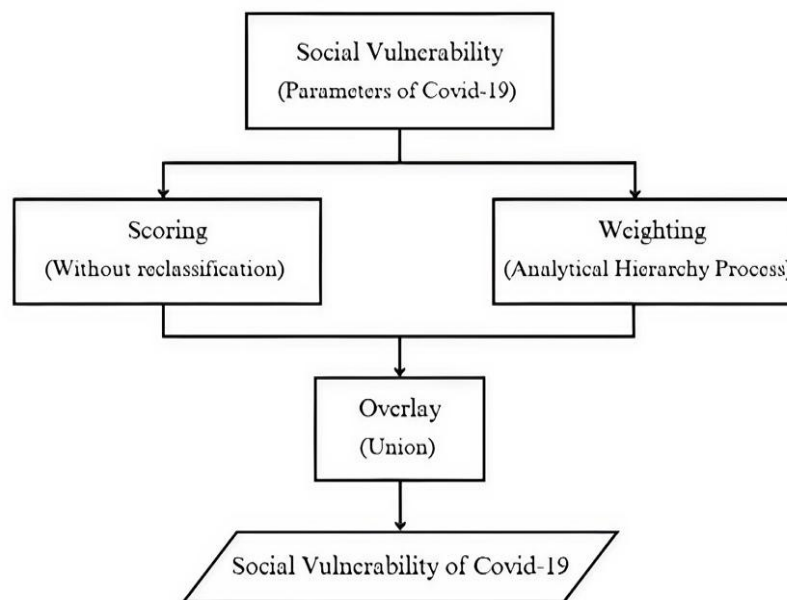 Social Vulnerability
(Parameters of Covid-19)
Scoring
(Without reclassification)
Weighting
(Analytical Hierarchy Process)
Overlay
(Union)
Social Vulnerability of Covid-19